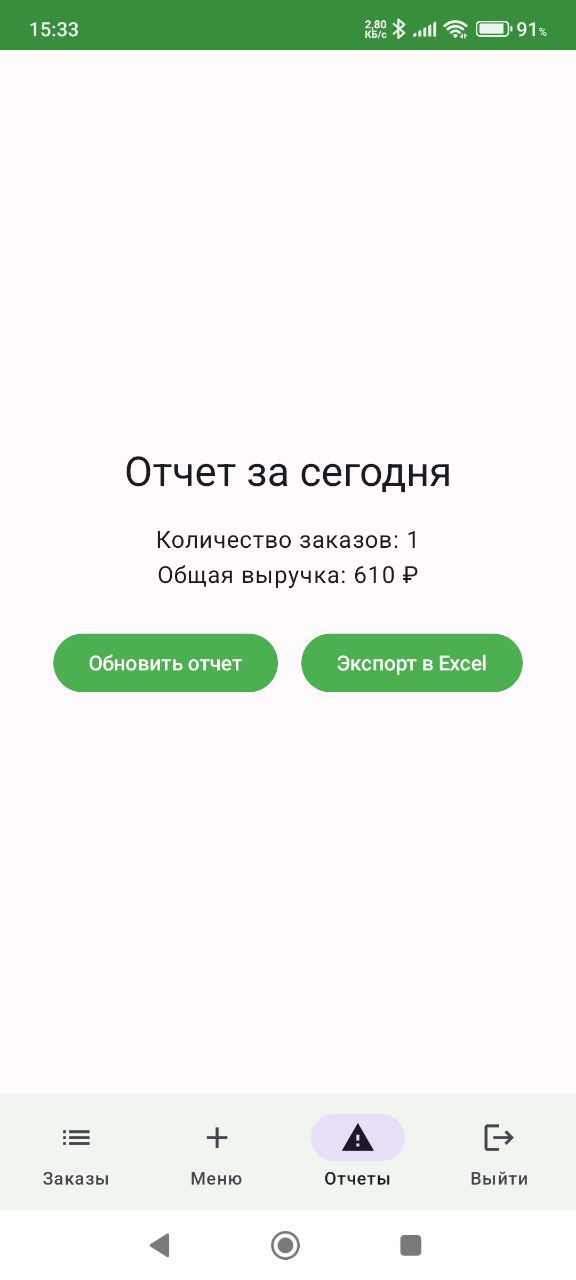 15:33
2,80
КБ/с
91%
Отчет за сегодня
Количество заказов: 1
Общая выручка: 610 ₽
Обновить отчет
Экспорт в Excel
Заказы
Меню
Отчеты
Выйти